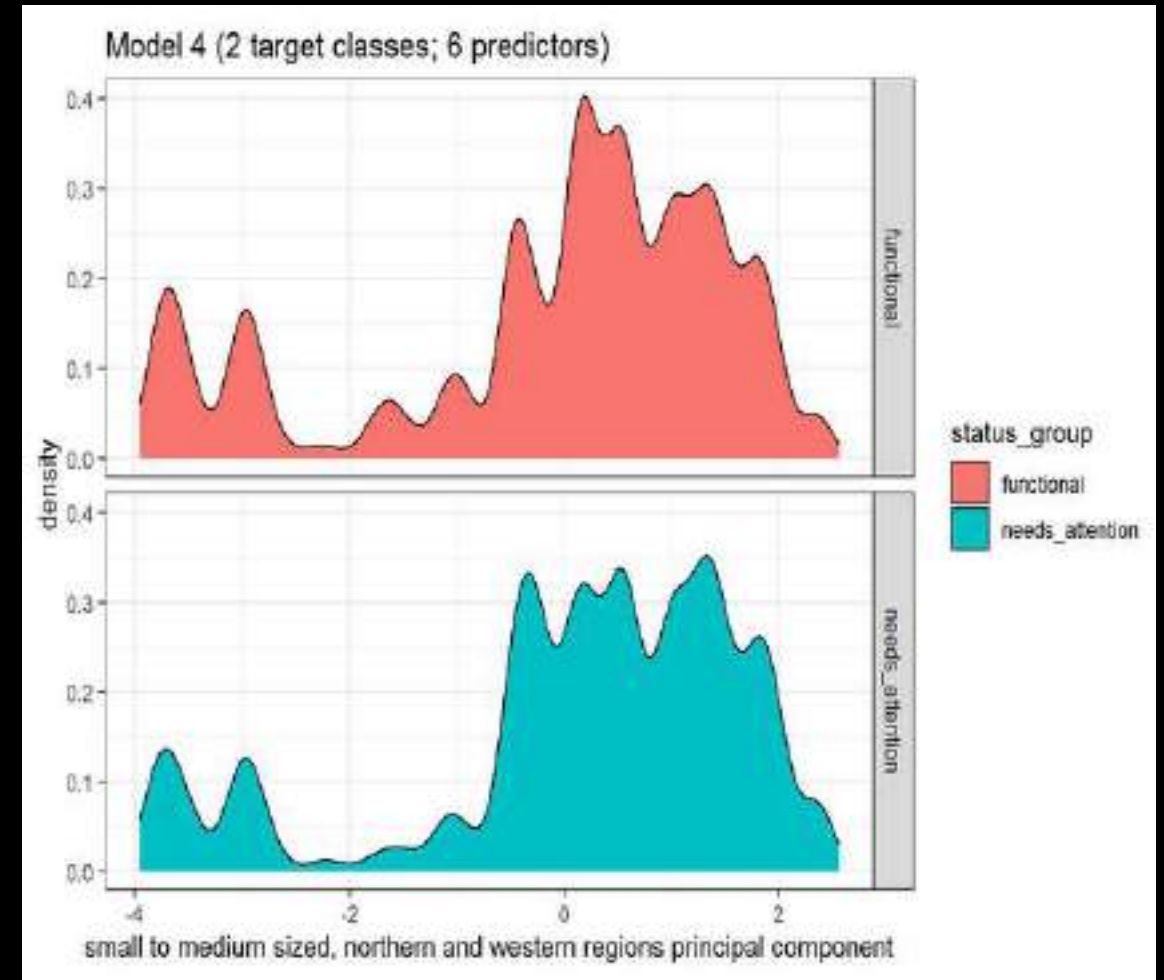 Model 4 (2 target classes; 6 predictors)
0.4
0.3
0.2
0.1
0.0
functional
density
0.4
0.3
0.2
0.1
0.0
needs_attention
-4
-2
0
2
small to medium sized, northern and western regions principal component
status_group
functional
needs_attention